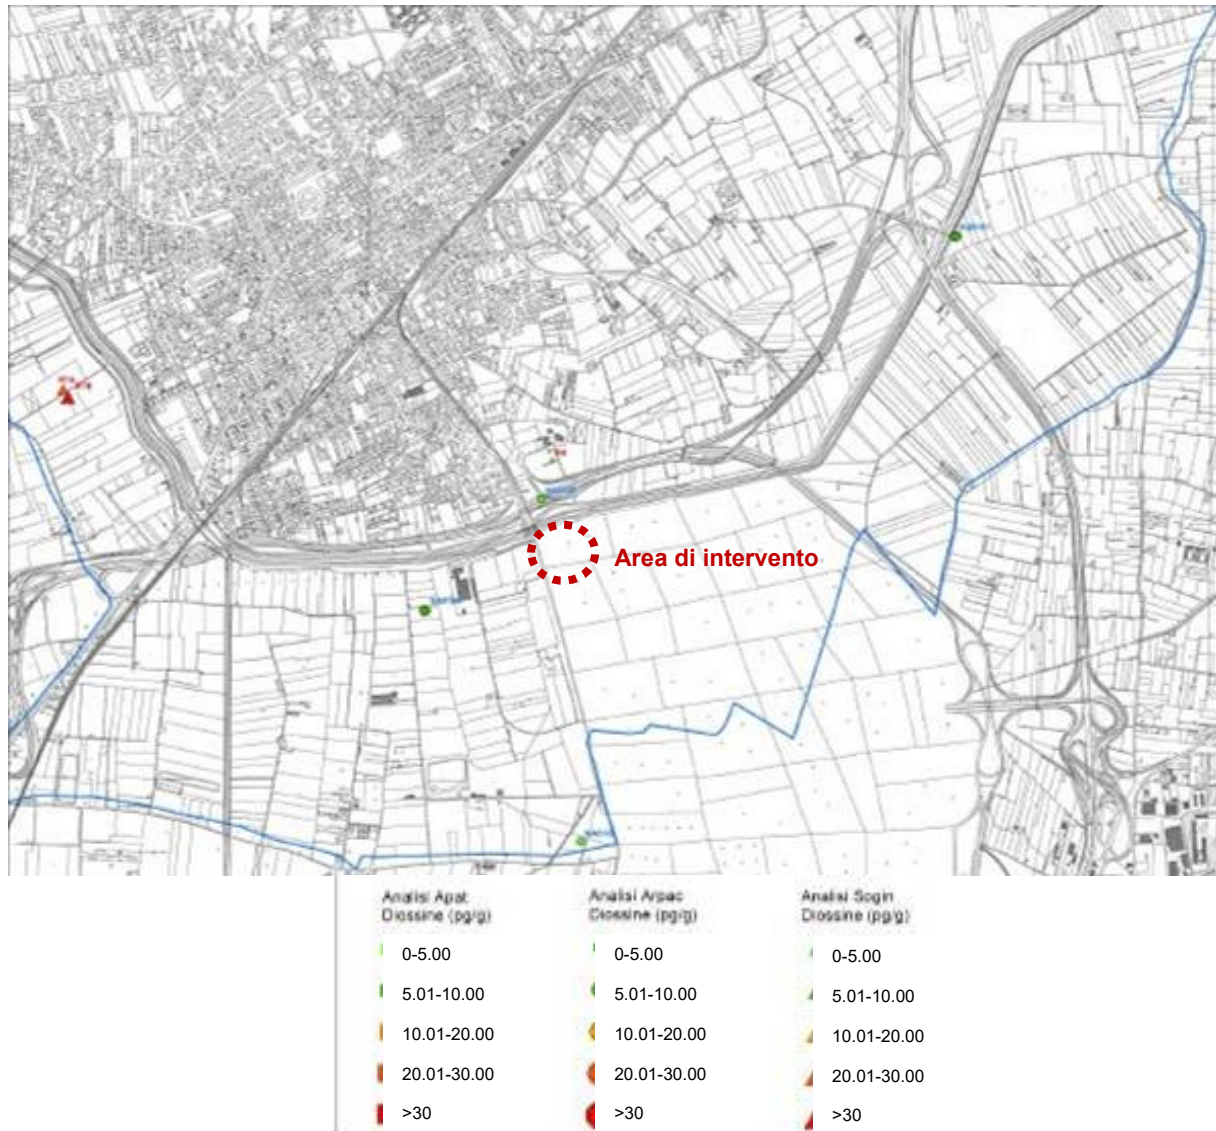 Area di intervento
Analisi Apat
Diossine (pg/g)
0-5.00
5.01-10.00
10.01-20.00
20.01-30.00
>30
Analisi Arpac
Diossine (pg/g)
0-5.00
5.01-10.00
10.01-20.00
20.01-30.00
>30
Analisi Sogin
Diossine (pg/g)
0-5.00
5.01-10.00
10.01-20.00
20.01-30.00
>30